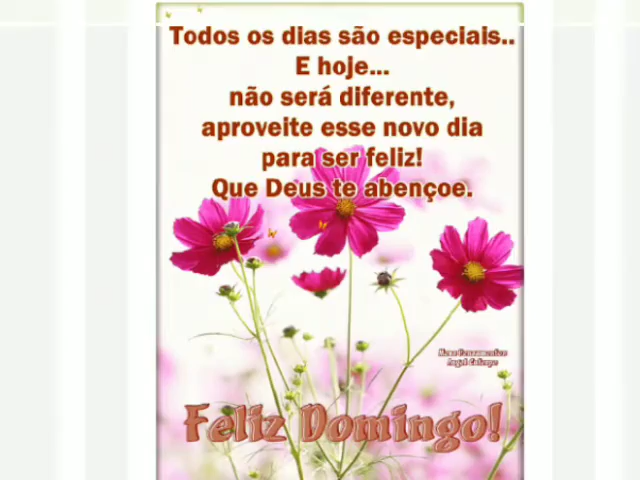 Todos os dias são especiais..
E hoje...
não será diferente,
aproveite esse novo dia
para ser feliz!
Que Deus te abençoe.
Feliz Domingo!